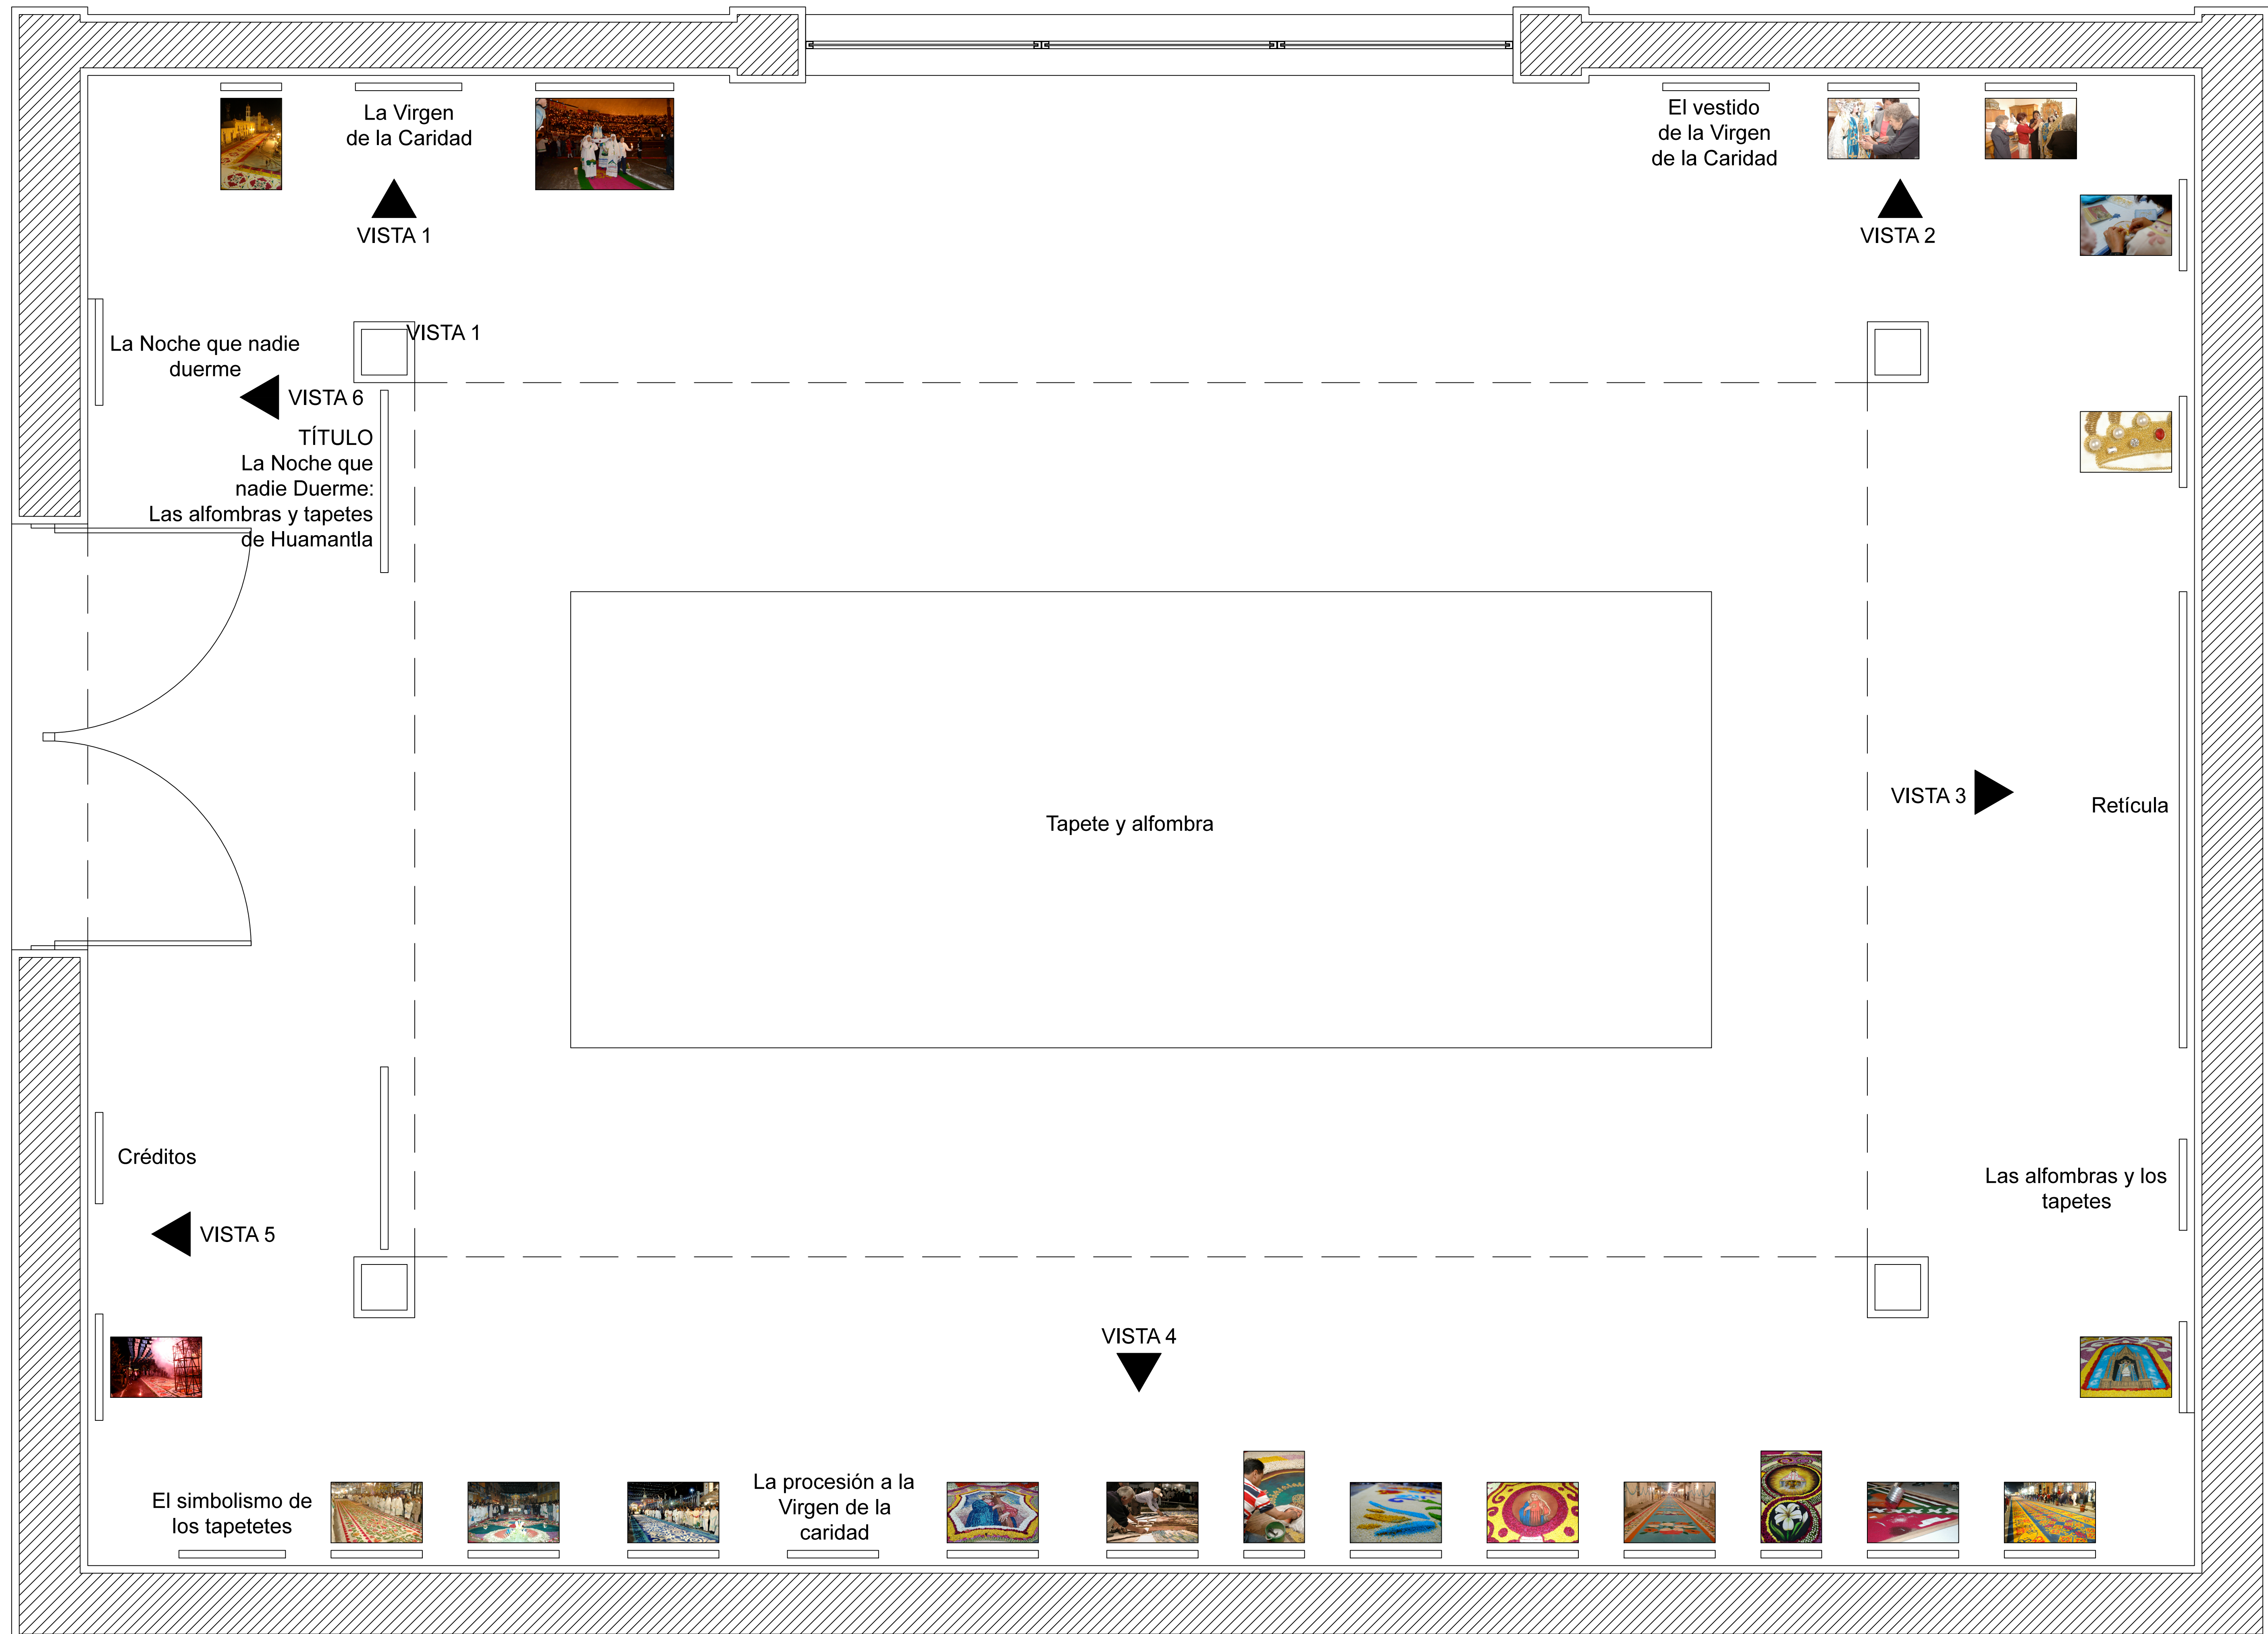 La Virgen
de la Caridad
El vestido
de la Virgen
de la Caridad
VISTA 1
VISTA 2
VISTA 1
La Noche que nadie
duerme
VISTA 6
TÍTULO
La Noche que
nadie Duerme:
Las alfombras y tapetes
de Huamantla
Tapete y alfombra
VISTA 3
Retícula
Créditos
VISTA 5
Las alfombras y los
tapetes
VISTA 4
El simbolismo de
los tapetetes
La procesión a la
Virgen de la
caridad